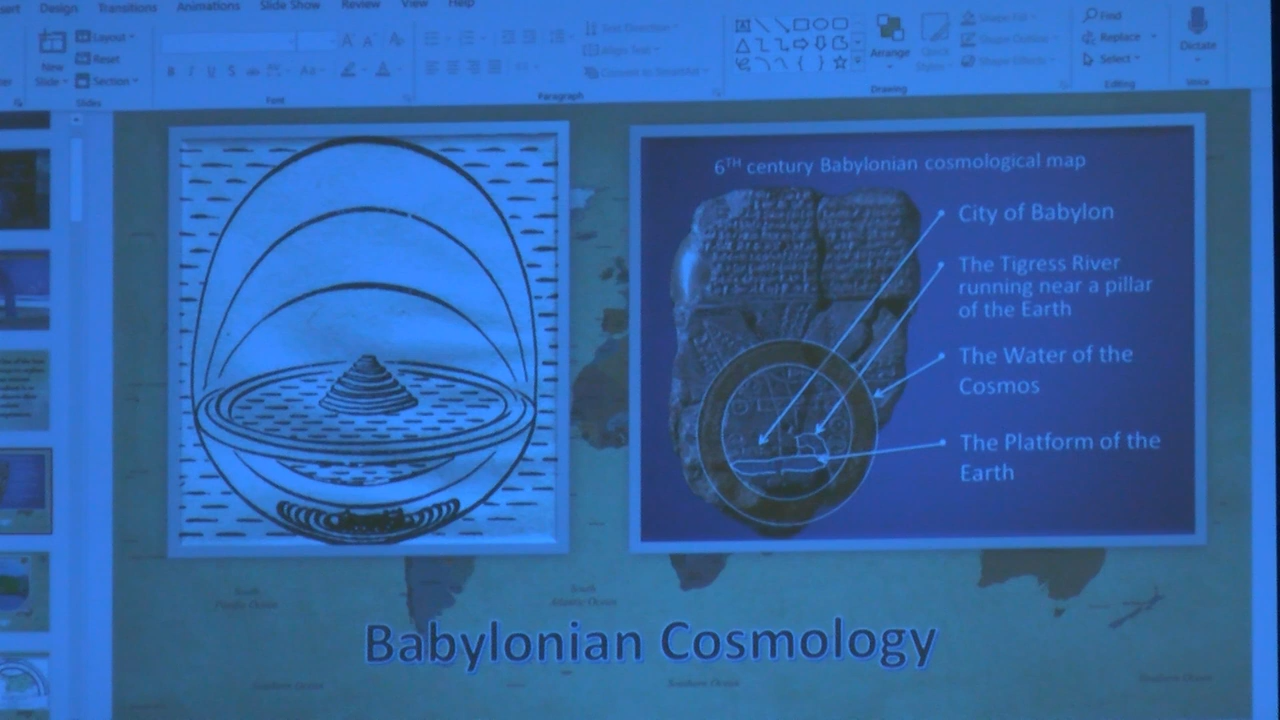 Design Transitions Animations Slide Show Review View Help
Layout
Reset
Section
New
Slide
Slides
B I U S
Aa
Font
Text Direction
Align Text
Convert to SmartArt
Paragraph
Arrange
Quick
Styles
Shape Fill
Shape Outline
Shape Effects
Drawing
Find
Replace
Select
Editing
Dictate
Voice
6TH century Babylonian cosmological map
City of Babylon
The Tigress River
running near a pillar
of the Earth
The Water of the
Cosmos
The Platform of the
Earth
South
Pacific Ocean
South
Atlantic Ocean
Babylonian Cosmology
Southern Ocean
Southern Ocean
Southern Ocean